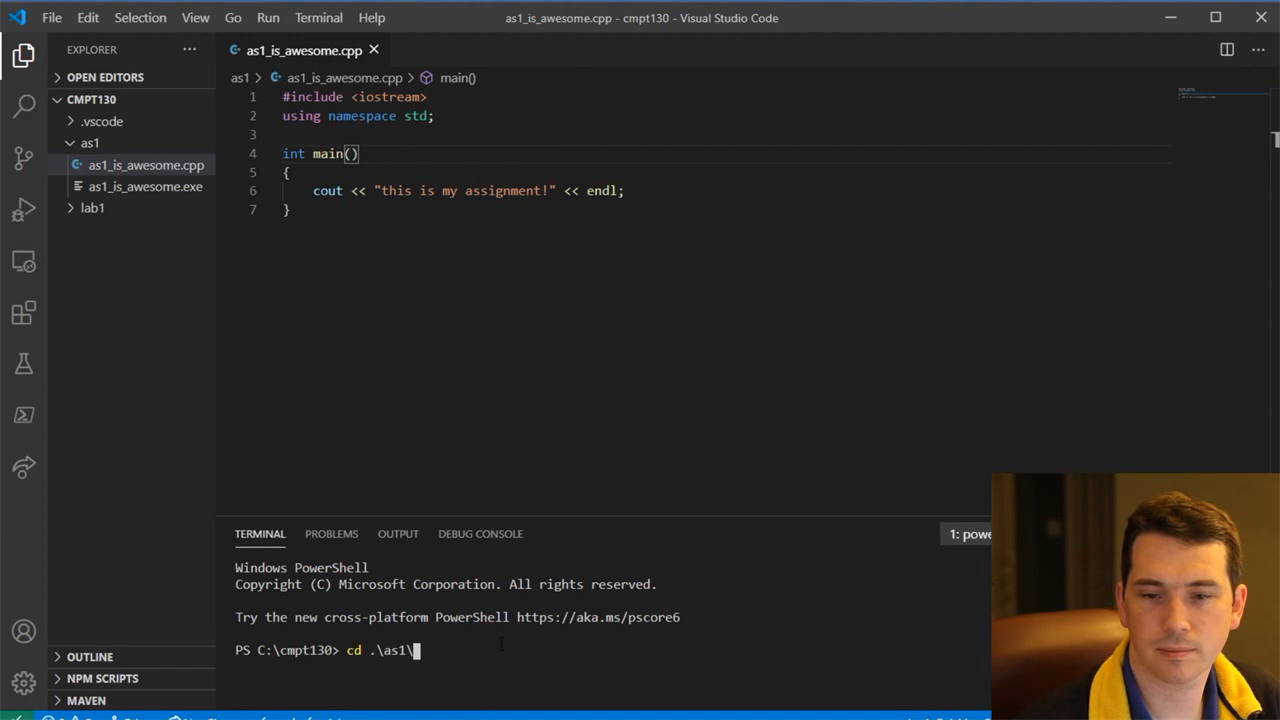 File Edit Selection View Go Run Terminal Help
as1_is_awesome.cpp - cmpt130 - Visual Studio Code
EXPLORER
OPEN EDITORS
CMPT130
.vscode
as1
as1_is_awesome.cpp
as1_is_awesome.exe
lab1
OUTLINE
NPM SCRIPTS
MAVEN
as1_is_awesome.cpp
as1 > as1_is_awesome.cpp > main()
1 #include <iostream>
2 using namespace std;
3
4 int main()
5 {
6 cout << "this is my assignment!" << endl;
7 }
TERMINAL PROBLEMS OUTPUT DEBUG CONSOLE
1:
Windows PowerShell
Copyright (C) Microsoft Corporation. All rights reserved.
Try the new cross-platform PowerShell https://aka.ms/pscore6
PS C:\cmpt130> cd .\as1\